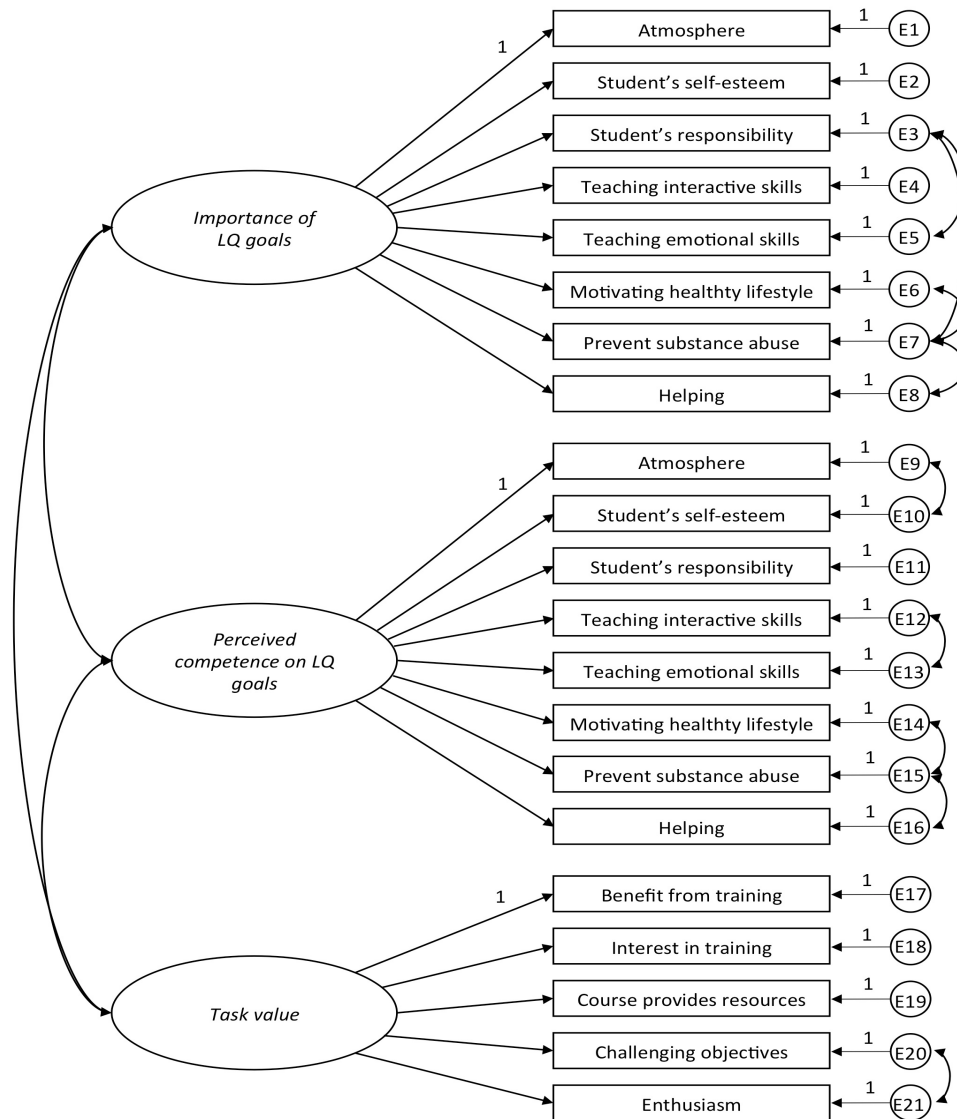 Atmosphere
1
E1
1
Student's self-esteem
1
E2
Student's responsibility
1
E3
Teaching interactive skills
1
E4
Importance of
LQ goals
Teaching emotional skills
1
E5
Motivating healthty lifestyle
1
E6
Prevent substance abuse
1
E7
Helping
1
E8
Atmosphere
1
E9
1
Student's self-esteem
1
E10
Student's responsibility
1
E11
Teaching interactive skills
1
E12
Perceived
competence on LQ
goals
Teaching emotional skills
1
E13
Motivating healthty lifestyle
1
E14
Prevent substance abuse
1
E15
Helping
1
E16
1
Benefit from training
1
E17
Interest in training
1
E18
Task value
Course provides resources
1
E19
Challenging objectives
1
E20
Enthusiasm
1
E21